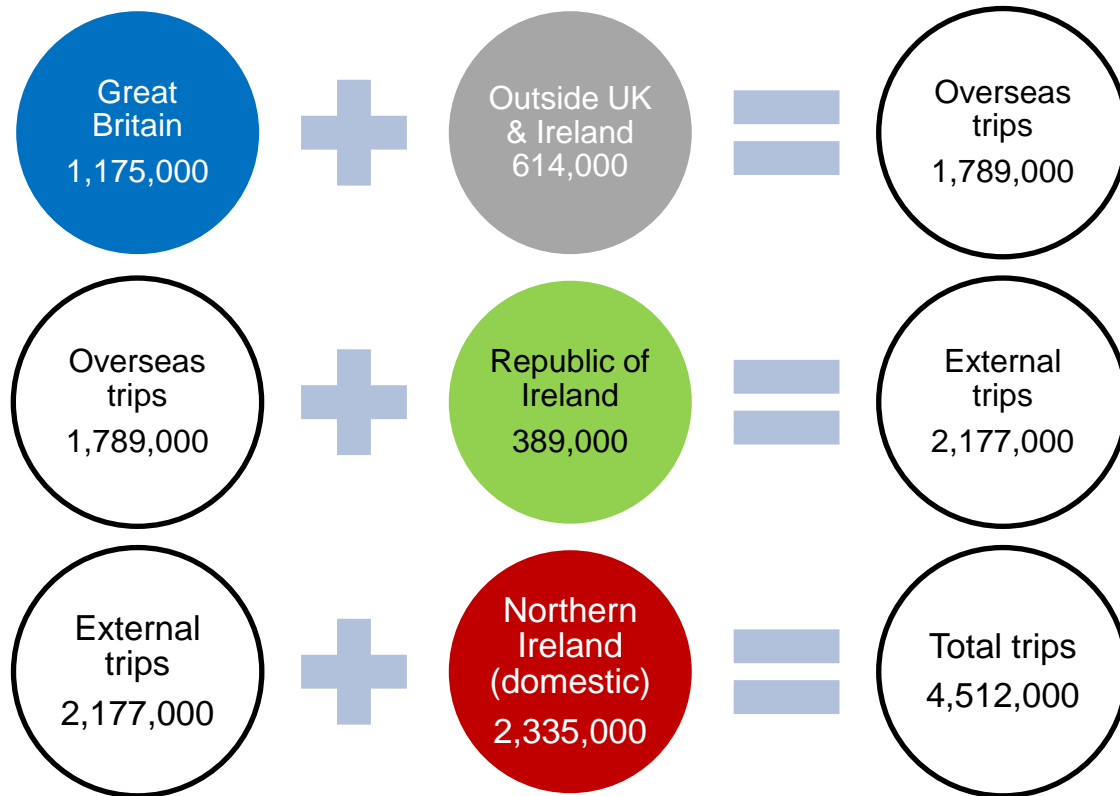 Great
Britain
1,175,000
Outside UK
& Ireland
614,000
Overseas
trips
1,789,000
Overseas
trips
1,789,000
Republic of
Ireland
389,000
External
trips
2,177,000
External
trips
2,177,000
Northern
Ireland
(domestic)
2,335,000
Total trips
4,512,000